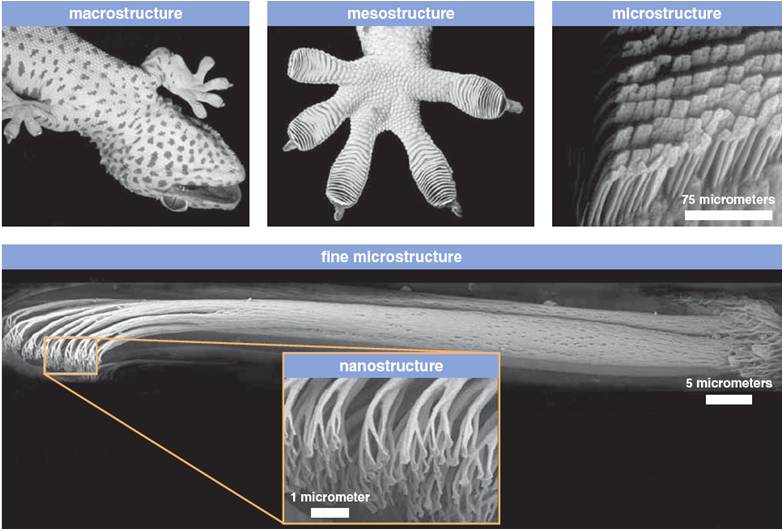 macrostructure
mesostructure
microstructure
75 micrometers
fine microstructure
nanostructure
5 micrometers
1 micrometer